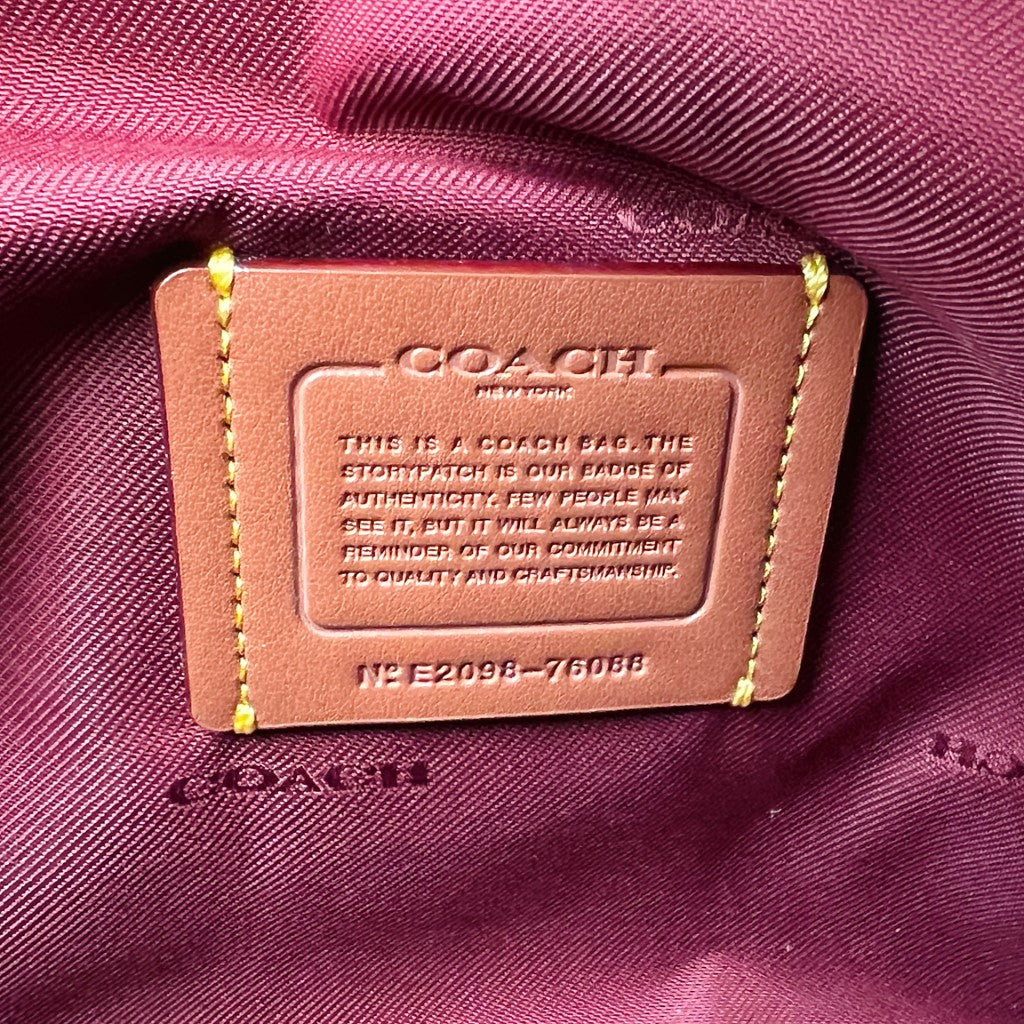 COACH
NEW YORK
THIS IS A COACH BAG. THE
STORYPATCH IS OUR BADGE OF
AUTHENTICITY. FEW PEOPLE MAY
SEE IT, BUT IT WILL ALWAYS BE A
REMINDER OF OUR COMMITMENT
TO QUALITY AND CRAFTSMANSHIP.
Nº E2098-76088
COACH